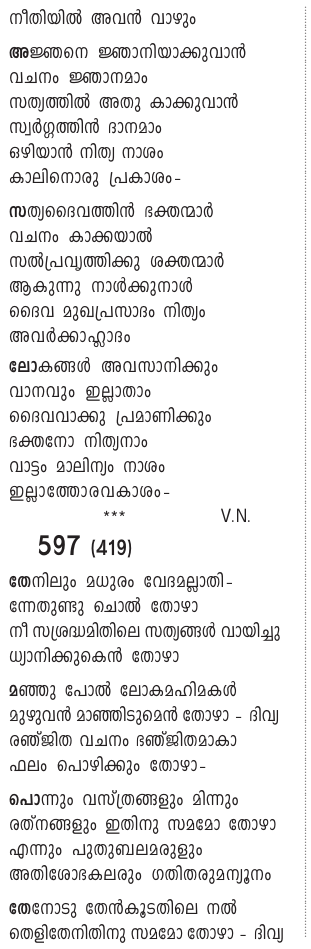 നീതിയിൽ അവൻ വാഴും
അജ്ഞനെ ജ്ഞാനിയാക്കുവാൻ
വചനം ജ്ഞാനമാം
സത്യത്തിൽ അതു കാക്കുവാൻ
സ്വർഗ്ഗത്തിൻ ദാനമാം
ഒഴിയാൻ നിത്യ നാശം
കാലിനൊരു പ്രകാശം-
സത്യദൈവത്തിൻ ഭക്തന്മാർ
വചനം കാക്കയാൽ
സൽപ്രവൃത്തിക്കു ശക്തന്മാർ
ആകുന്നു നാൾക്കുനാൾ
ദൈവ മുഖപ്രസാദം നിത്യം
അവർക്കാഹ്ലാദം
ലോകങ്ങൾ അവസാനിക്കും
വാനവും ഇല്ലാതാം
ദൈവവാക്കു പ്രമാണിക്കും
ഭക്തനോ നിത്യനാം
വാട്ടം മാലിന്യം നാശം
ഇല്ലാത്തോരവകാശം-
*** V.N.
597 (419)
തേനിലും മധുരം വേദമല്ലാതി-
ന്നേതുണ്ടു ചൊൽ തോഴാ
നീ സശ്രദ്ധമിതിലെ സത്യങ്ങൾ വായിച്ചു
ധ്യാനിക്കുകെൻ തോഴാ
മഞ്ഞു പോൽ ലോകമഹിമകൾ
മുഴുവൻ മാഞ്ഞിടുമെൻ തോഴാ - ദിവ്യ
രഞ്ജിത വചനം ഭഞ്ജിതമാകാ
ഫലം പൊഴിക്കും തോഴാ-
പൊന്നും വസ്ത്രങ്ങളും മിന്നും
രത്നങ്ങളും ഇതിനു സമമോ തോഴാ
എന്നും പുതുബലമരുളും
അതിശോഭകലരും ഗതിതരുമന്യൂനം
തേനോടു തേൻകൂടതിലെ നൽ
തെളിതേനിതിനു സമമോ തോഴാ - ദിവ്യ